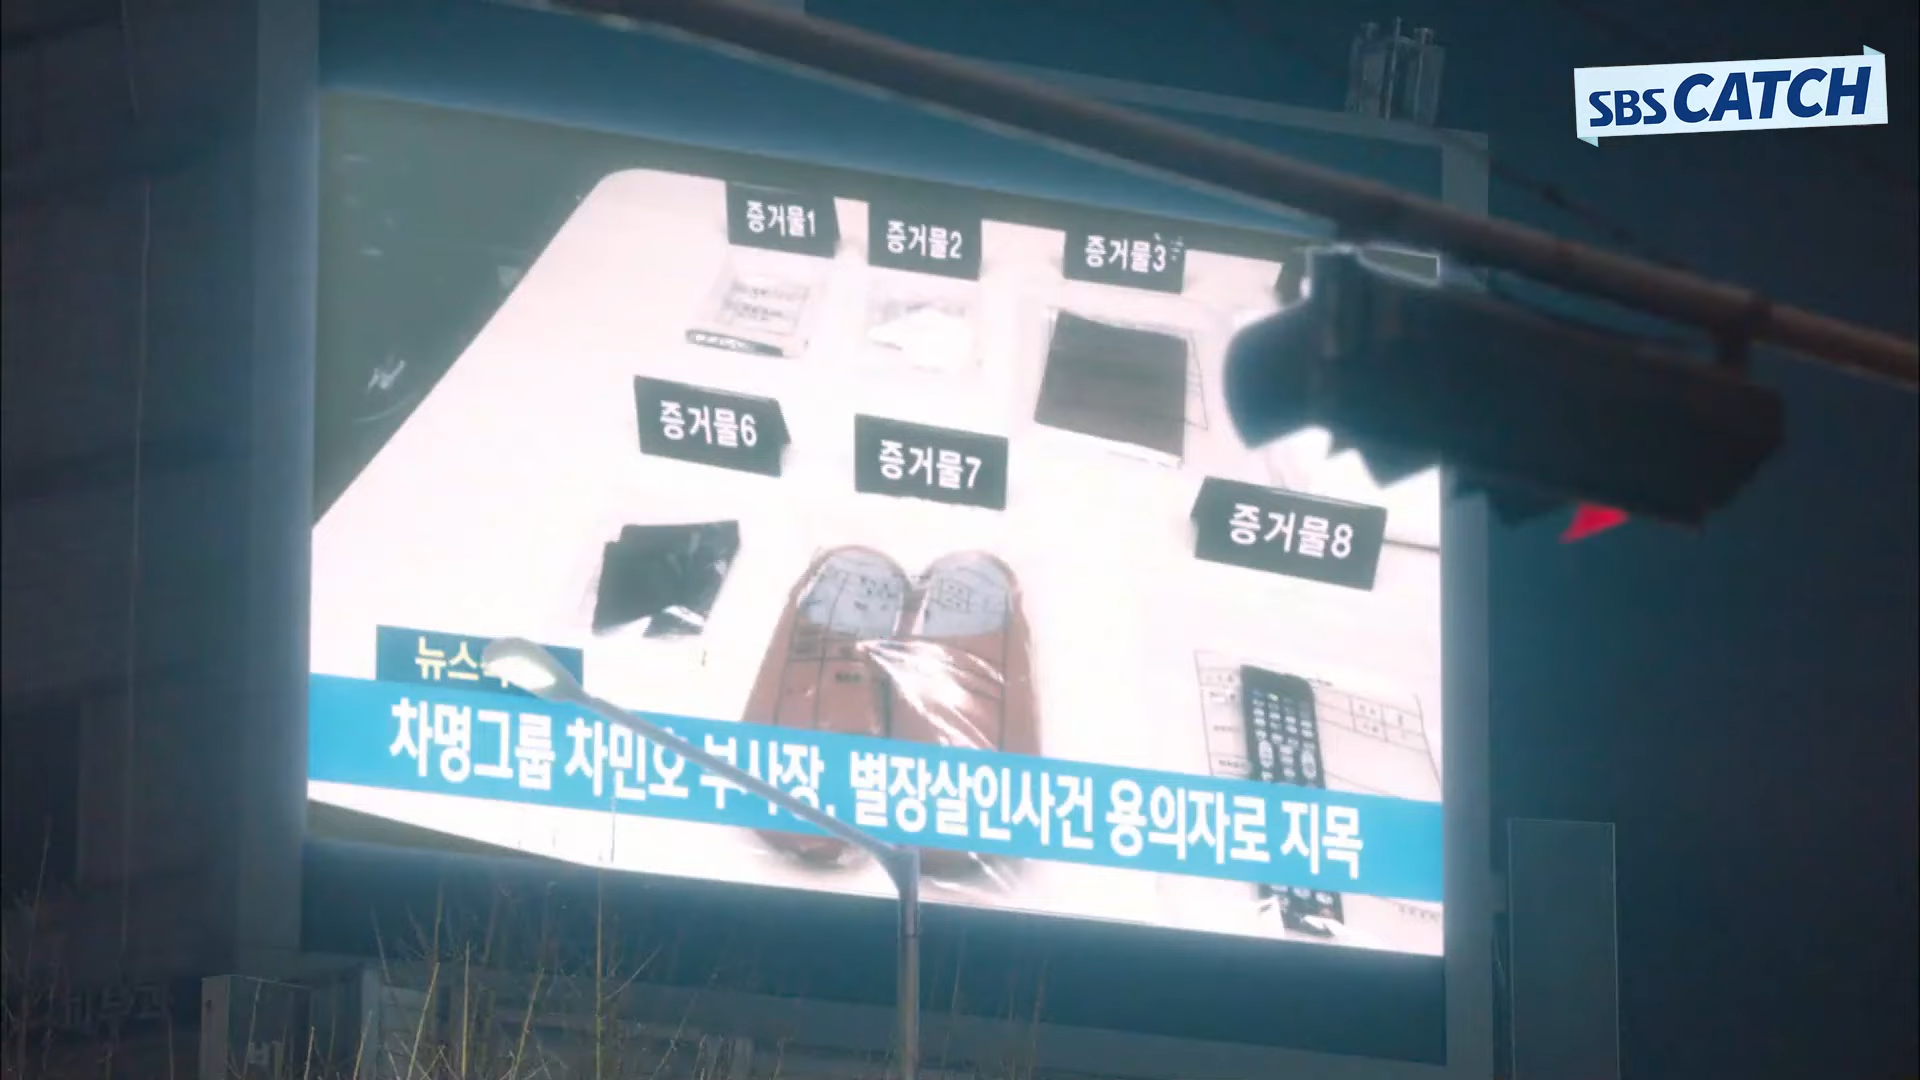 SBS CATCH
증거물1
증거물2
증거물3
증거물6
증거물7
증거물8
뉴스
차명그룹 차민호 부사장, 별장살인사건 용의자로 지목